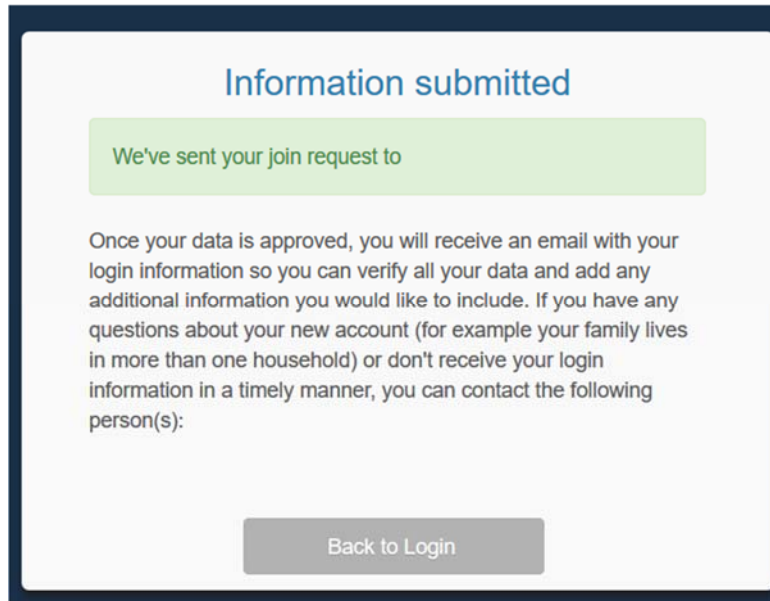 Information submitted
We've sent your join request to
Once your data is approved, you will receive an email with your
login information so you can verify all your data and add any
additional information you would like to include. If you have any
questions about your new account (for example your family lives
in more than one household) or don't receive your login
information in a timely manner, you can contact the following
person(s):
Back to Login